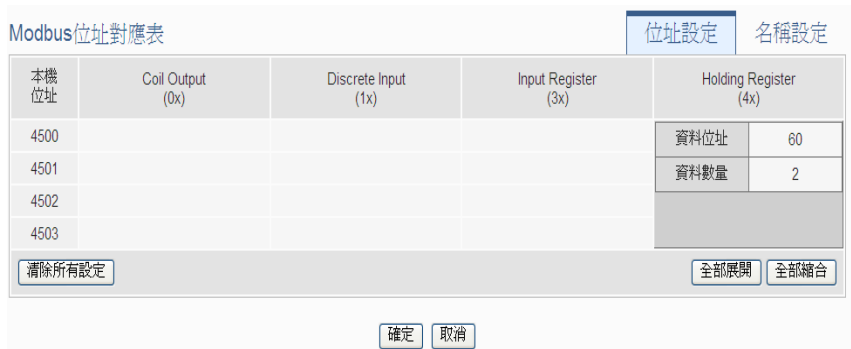 Modbus位址對應表
位址設定 名稱設定
本機
位址
Coil Output
(0x)
Discrete Input
(1x)
Input Register
(3x)
Holding Register
(4x)
4500 資料位址 60
4501 資料數量 2
4502
4503
清除所有設定 全部展開 全部縮合
確定 取消